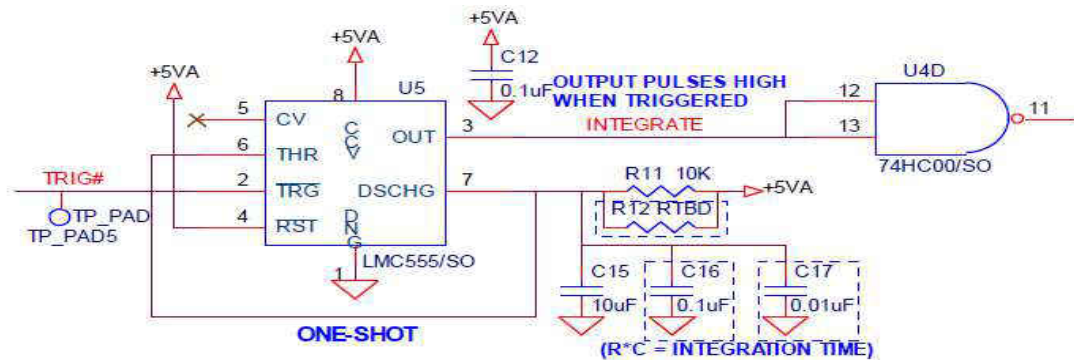 +5VA
+5VA
+5VA
C12
0.1uF
OUTPUT PULSES HIGH
WHEN TRIGGERED
INTEGRATE
U4D
12
13
11
74HC00/SO
8
U5
5
CV
VCC
OUT
3
6
THR
TRIG#
2
TRG
DSCHG
7
R11 10K
+5VA
R12 RTBD
TP_PAD
TP_PAD5
4
RST
GND
1
LMC555/SO
C15
10uF
C16
0.1uF
C17
0.01uF
ONE-SHOT
(R*C = INTEGRATION TIME)